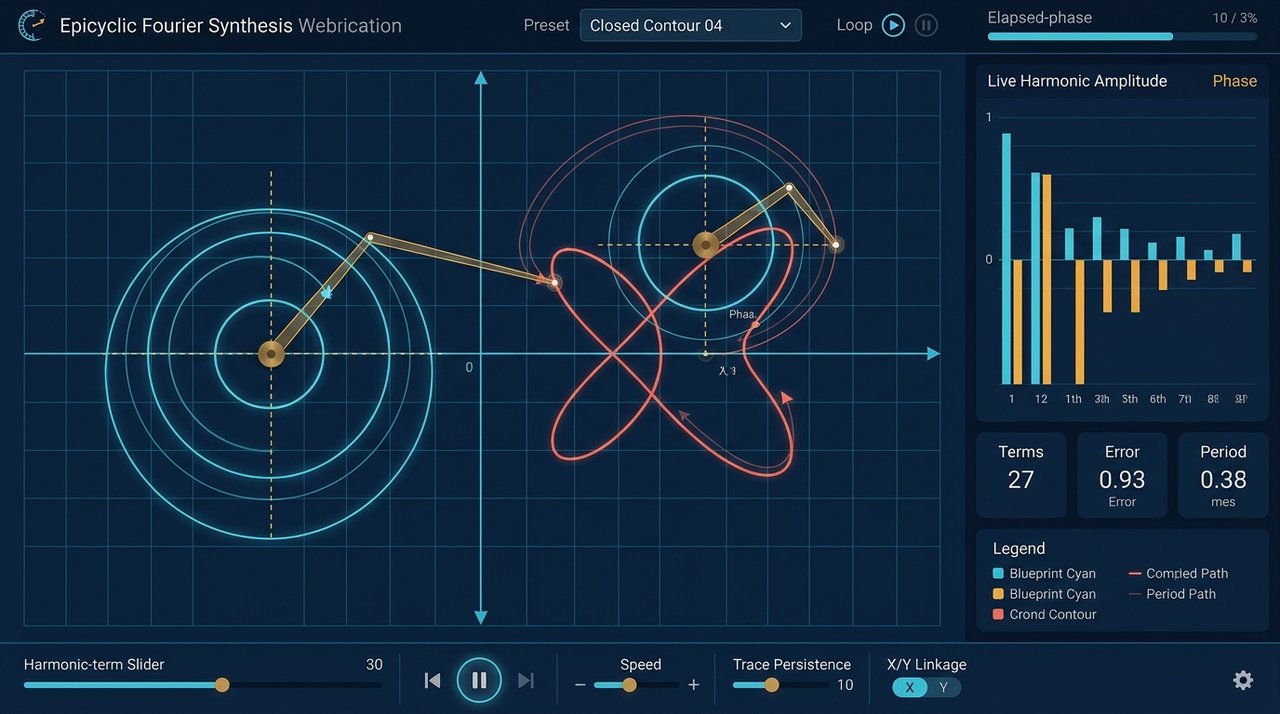 Epicyclic Fourier Synthesis Webrication
Preset
Closed Contour 04
Loop
Elapsed-phase
10 / 3%
Live Harmonic Amplitude
Phase
1
0
1 12 1th 3th 5th 6th
0
Phaa.
Terms
27
Error
0.93
Error
Period
0.38
mes
Legend
Blueprint Cyan
Compied Path
Blueprint Cyan
Period Path
Crond Contour
Harmonic-term Slider
30
Speed
Trace Persistence
10
X/Y Linkage
X Y